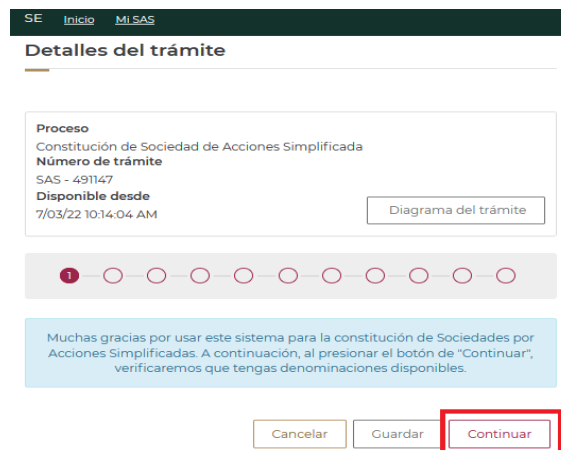 SE Inicio Mi SAS
Detalles del trámite
Proceso
Constitución de Sociedad de Acciones Simplificada
Número de trámite
SAS - 491147
Disponible desde
7/03/22 10:14:04 AM
Diagrama del trámite
1
Muchas gracias por usar este sistema para la constitución de Sociedades por
Acciones Simplificadas. A continuación, al presionar el botón de "Continuar",
verificaremos que tengas denominaciones disponibles.
Cancelar Guardar Continuar